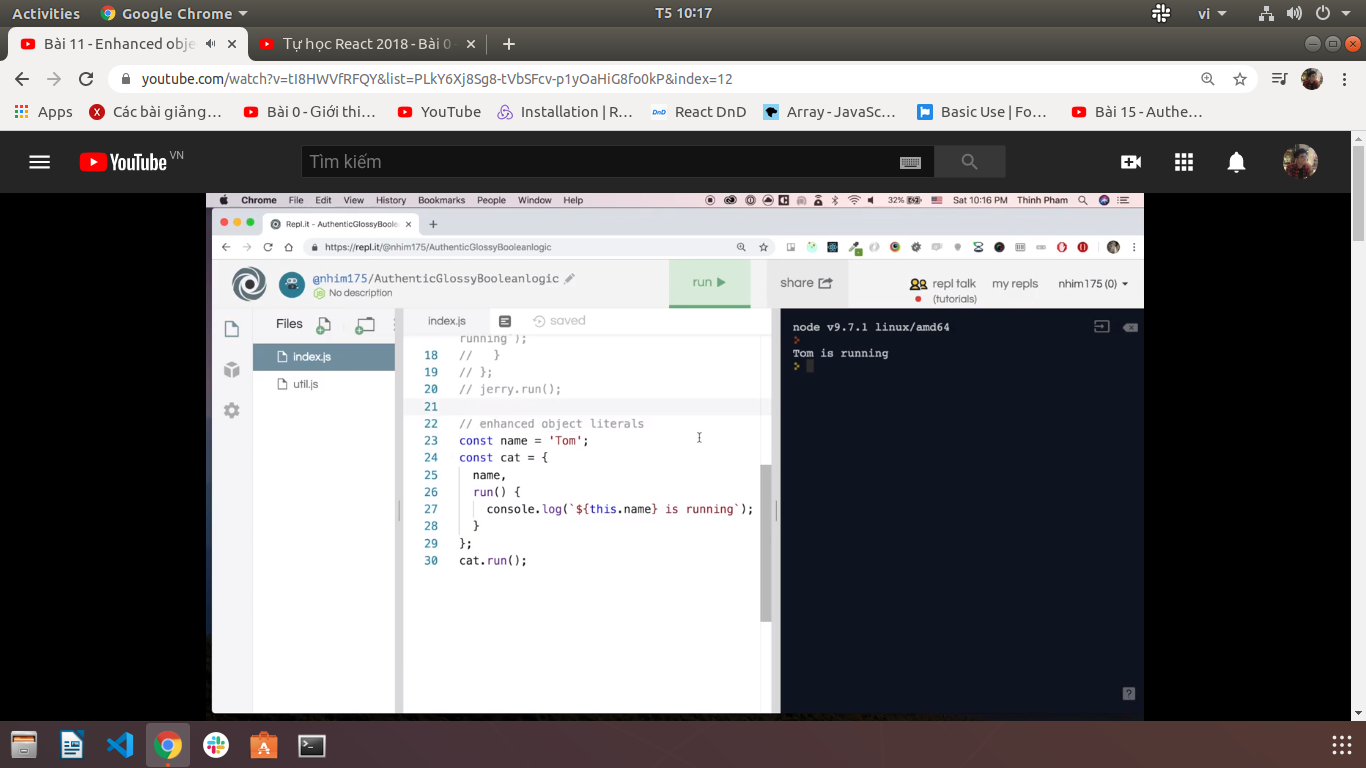 Activities Google Chrome T5 10:17 vi
Bài 11 - Enhanced obje Tự học React 2018 - Bài 0
youtube.com/watch?v=tI8HWVfRFQY&list=PLkY6Xj8Sg8-tVbSFcv-p1yOaHiG8fo0kP&index=12
Apps Các bài giảng… Bài 0 - Giới thi… YouTube Installation | R… React DnD Array - JavaSc… Basic Use | Fo… Bài 15 - Authe…
YouTube VN Tìm kiếm
Chrome File Edit View History Bookmarks People Window Help 32% Sat 10:16 PM Thinh Pham
Repl.it - AuthenticGlossyBoole
https://repl.it/@nhim175/AuthenticGlossyBooleanlogic
@nhim175/AuthenticGlossyBooleanlogic run share repl talk my repls nhim175 (0)
No description (tutorials)
Files index.js saved
index.js
util.js
running`);
18 //   }
19 // };
20 // jerry.run();
21
22 // enhanced object literals
23 const name = 'Tom';
24 const cat = {
25   name,
26   run() {
27     console.log(`${this.name} is running`);
28   }
29 };
30 cat.run();
node v9.7.1 linux/amd64
Tom is running